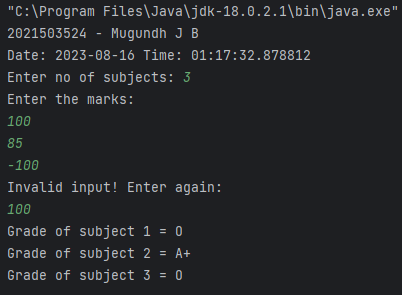 "C:\Program Files\Java\jdk-18.0.2.1\bin\java.exe"
2021503524 - Mugundh J B
Date: 2023-08-16 Time: 01:17:32.878812
Enter no of subjects: 3
Enter the marks:
100
85
-100
Invalid input! Enter again:
100
Grade of subject 1 = O
Grade of subject 2 = A+
Grade of subject 3 = O